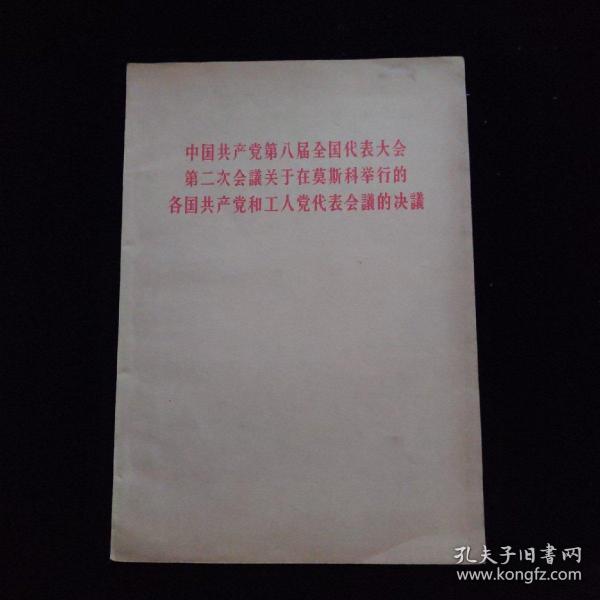 中国共产党第八届全国代表大会
第二次会議关于在莫斯科举行的
各国共产党和工人党代表会議的决議
孔夫子旧書网
www.kongfz.com